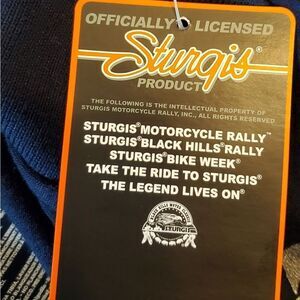 OFFICIALLY LICENSED
Sturgis®
PRODUCT
THE FOLLOWING IS THE INTELLECTUAL PROPERTY OF
STURGIS MOTORCYCLE RALLY, INC., ALL RIGHTS RESERVED
STURGIS® MOTORCYCLE RALLY™
STURGIS® BLACK HILLS® RALLY
STURGIS® BIKE WEEK®
TAKE THE RIDE TO STURGIS®
THE LEGEND LIVES ON®
STURGIS